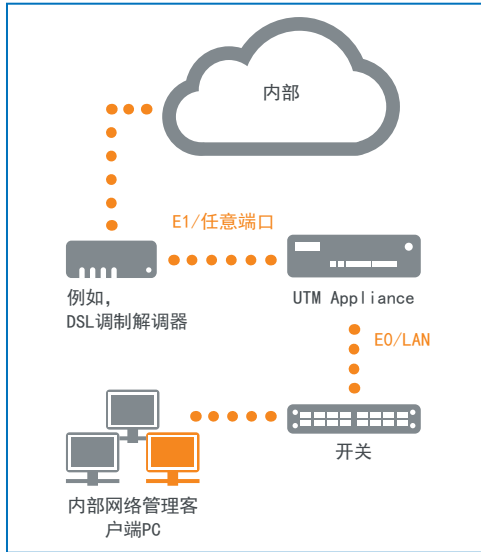 内部
E1/任意端口
例如，
DSL调制解调器
UTM Appliance
E0/LAN
开关
内部网络管理客
户端PC